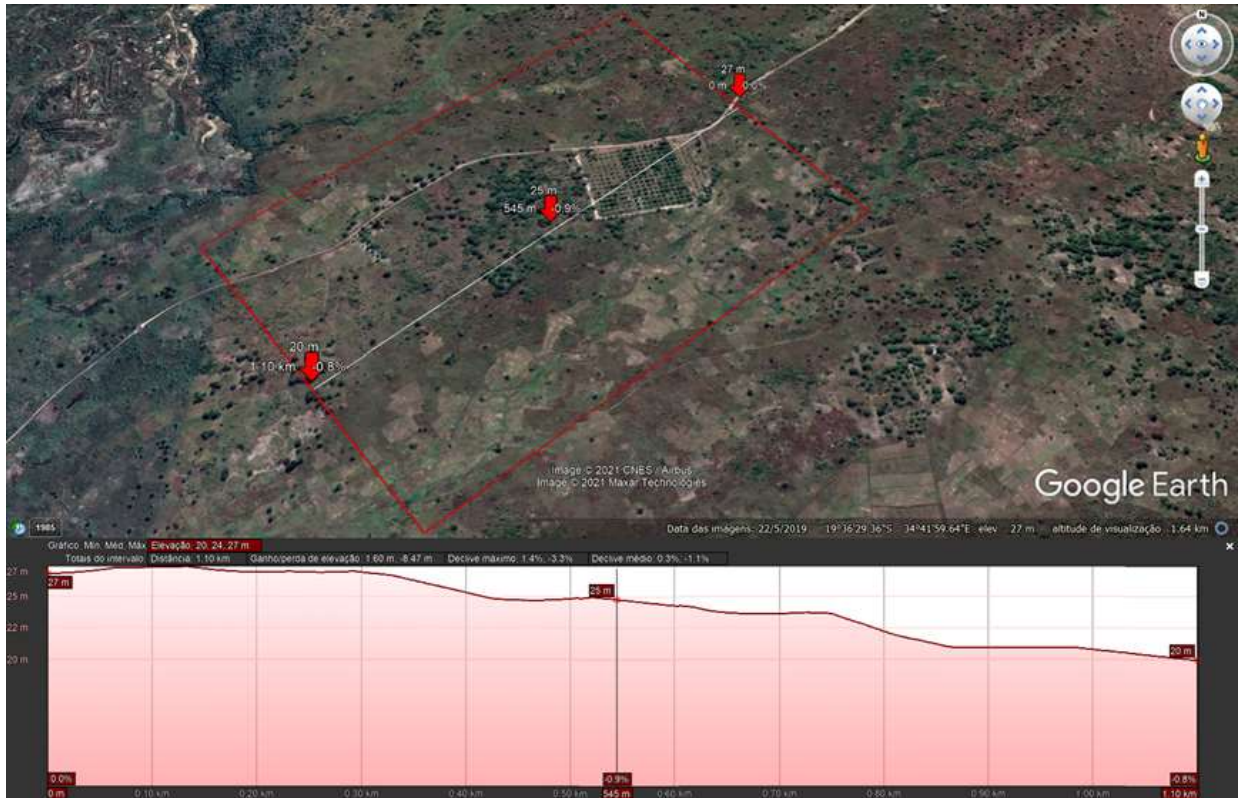 N
27 m
0 m 0.0%
25 m
545 m -0.9%
20 m
1.10 km -0.8%
Image © 2021 CNES / Airbus
Image © 2021 Maxar Technologies
Google Earth
1985
Data das imagens: 22/5/2019 19°36'29.36"S 34°41'59.64"E elev 27 m altitude de visualização 1.64 km
Gráfico: Mín, Méd, Máx Elevação: 20, 24, 27 m
Totais do intervalo: Distância: 1.10 km Ganho/perda de elevação: 1.60 m, -8.47 m Declive máximo: 1.4%, -3.3% Declive médio: 0.3%, -1.1%
27 m
27 m
25 m
25 m
22 m
20 m
20 m
0.0% -0.9% -0.8%
0 m 0.10 km 0.20 km 0.30 km 0.40 km 0.50 km 545 m 0.60 km 0.70 km 0.80 km 0.90 km 1.00 km 1.10 km